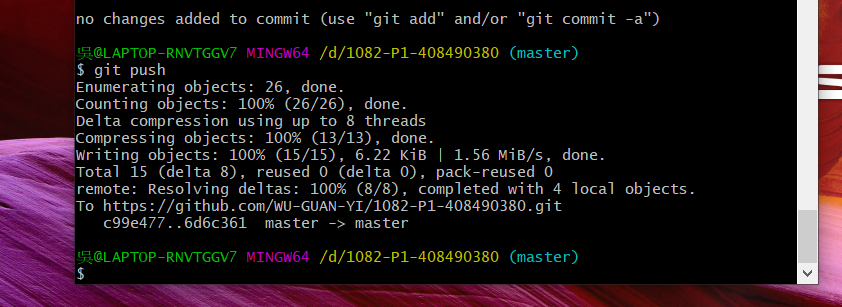 no changes added to commit (use "git add" and/or "git commit -a")
吳@LAPTOP-RNVTGGV7 MINGW64 /d/1082-P1-408490380 (master)
$ git push
Enumerating objects: 26, done.
Counting objects: 100% (26/26), done.
Delta compression using up to 8 threads
Compressing objects: 100% (13/13), done.
Writing objects: 100% (15/15), 6.22 KiB | 1.56 MiB/s, done.
Total 15 (delta 8), reused 0 (delta 0), pack-reused 0
remote: Resolving deltas: 100% (8/8), completed with 4 local objects.
To https://github.com/WU-GUAN-YI/1082-P1-408490380.git
   c99e477..6d6c361  master -> master
吳@LAPTOP-RNVTGGV7 MINGW64 /d/1082-P1-408490380 (master)
$